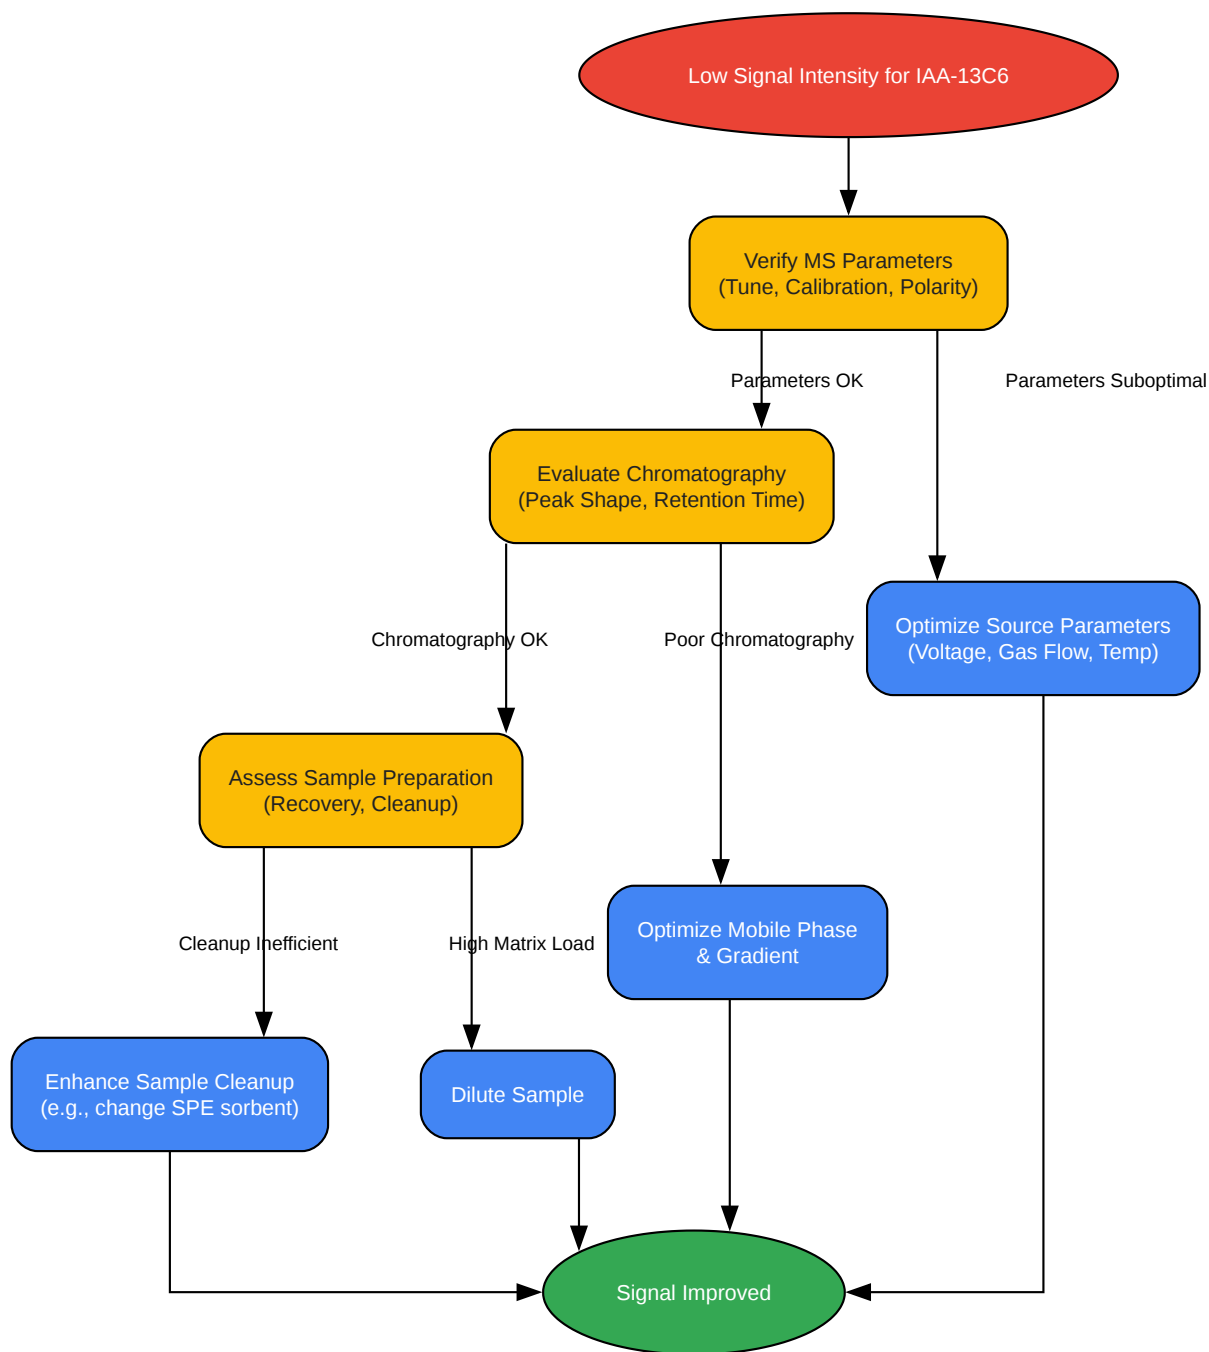 Low Signal Intensity for IAA-13C6
Verify MS Parameters
(Tune, Calibration, Polarity)
Parameters OK
Parameters Suboptimal
Evaluate Chromatography
(Peak Shape, Retention Time)
Optimize Source Parameters
(Voltage, Gas Flow, Temp)
Chromatography OK
Poor Chromatography
Assess Sample Preparation
(Recovery, Cleanup)
Optimize Mobile Phase
& Gradient
Cleanup Inefficient
High Matrix Load
Enhance Sample Cleanup
(e.g., change SPE sorbent)
Dilute Sample
Signal Improved